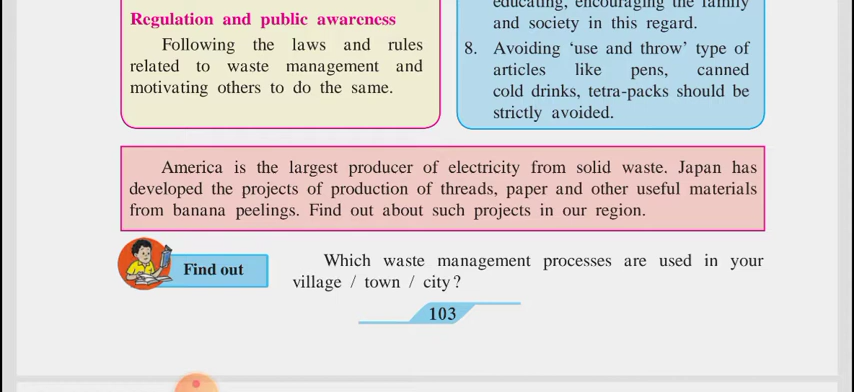 Regulation and public awareness
Following the laws and rules
related to waste management and
motivating others to do the same.
educating, encouraging the family
and society in this regard.
8. Avoiding ‘use and throw’ type of
articles like pens, canned
cold drinks, tetra-packs should be
strictly avoided.
America is the largest producer of electricity from solid waste. Japan has
developed the projects of production of threads, paper and other useful materials
from banana peelings. Find out about such projects in our region.
Find out
Which waste management processes are used in your
village / town / city?
103